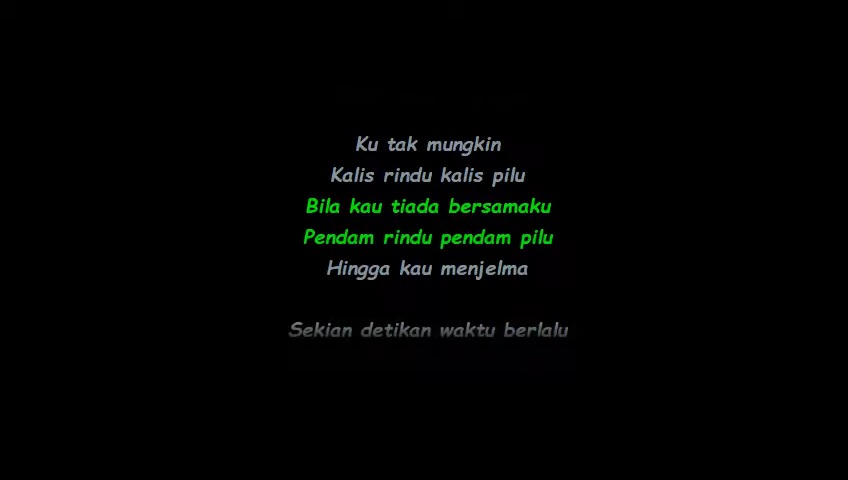 Ku tak mungkin
Kalis rindu kalis pilu
Bila kau tiada bersamaku
Pendam rindu pendam pilu
Hingga kau menjelma
Sekian detikan waktu berlalu